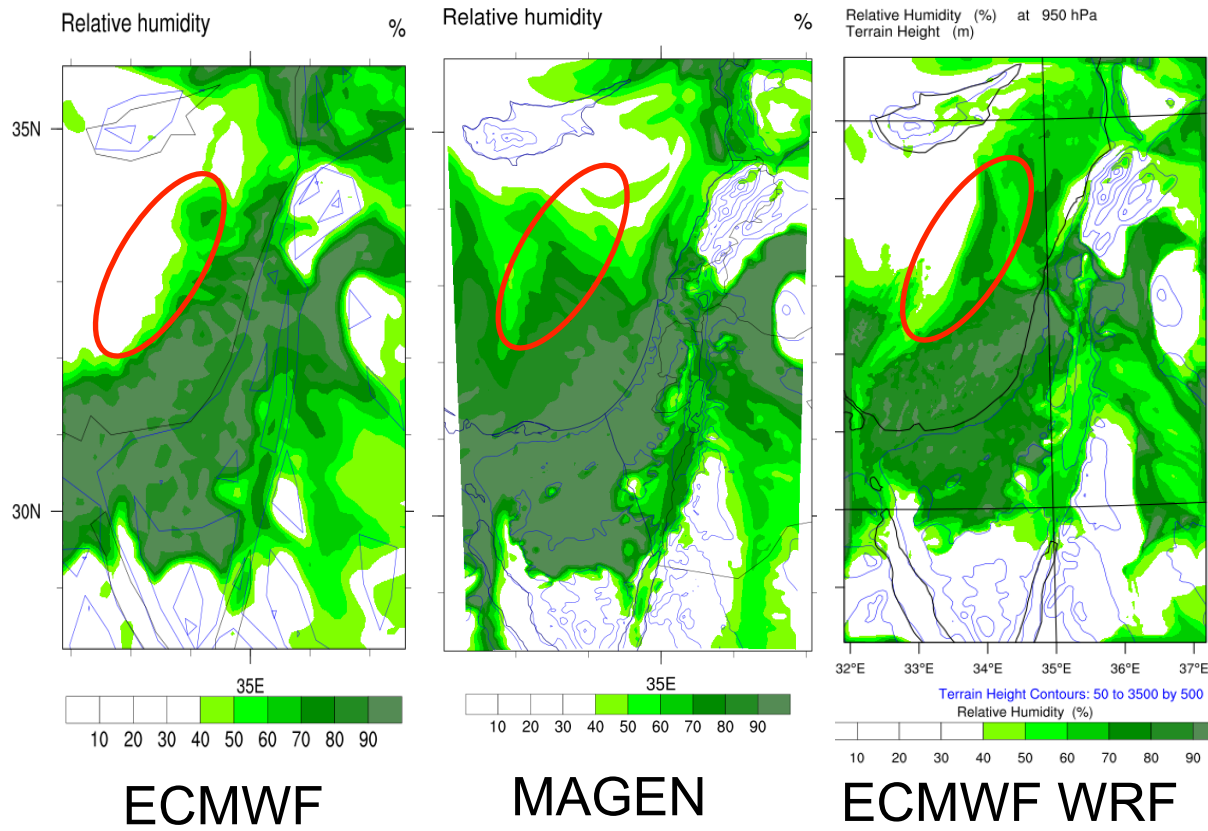 Relative humidity %
35N
30N
35E
10 20 30 40 50 60 70 80 90
ECMWF
Relative humidity %
35E
10 20 30 40 50 60 70 80 90
MAGEN
Relative Humidity (%) at 950 hPa
Terrain Height (m)
32°E 33°E 34°E 35°E 36°E 37°E
Terrain Height Contours: 50 to 3500 by 500
Relative Humidity (%)
10 20 30 40 50 60 70 80 90
ECMWF WRF